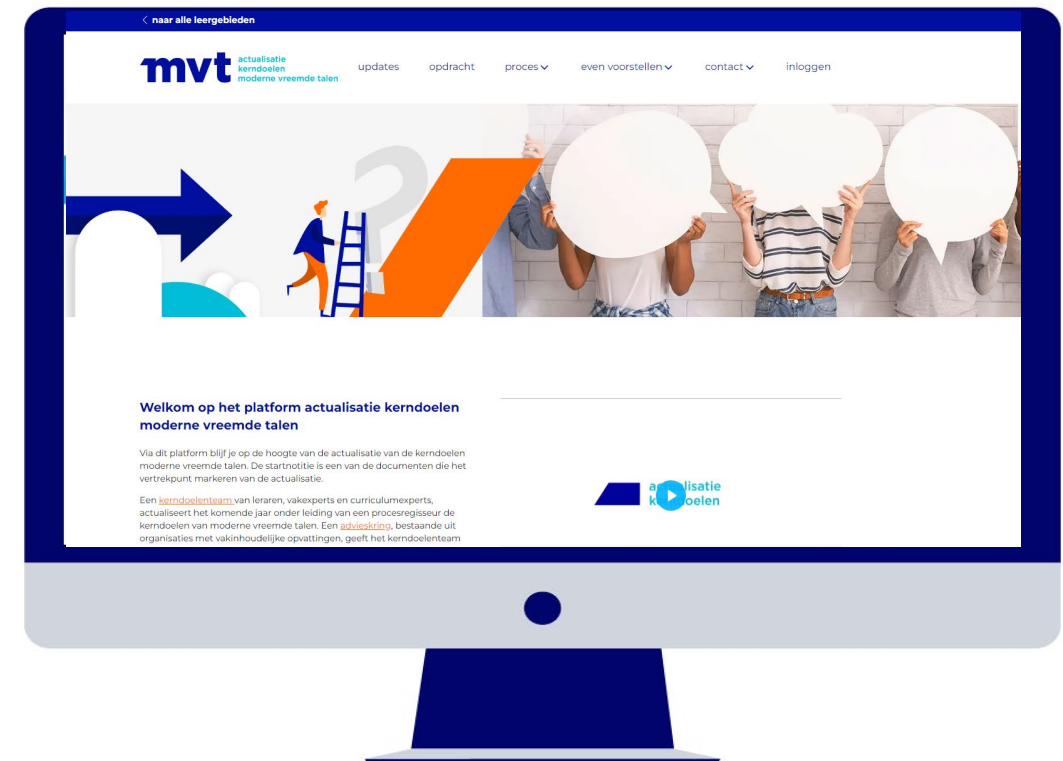 naar alle leergebieden
mvt
actualisatie
kerndoelen
moderne vreemde talen
updates opdracht proces even voorstellen contact inloggen
?
Welkom op het platform actualisatie kerndoelen
moderne vreemde talen
Via dit platform blijf je op de hoogte van de actualisatie van de kerndoelen
moderne vreemde talen. De startnotitie is een van de documenten die het
vertrekpunt markeren van de actualisatie.
Een kerndoelenteam van leraren, vakexperts en curriculumexperts,
actualiseert het komende jaar onder leiding van een procesregisseur de
kerndoelen van moderne vreemde talen. Een advieskring, bestaande uit
organisaties met vakinhoudelijke opvattingen, geeft het kerndoelenteam
actualisatie
kerndoelen